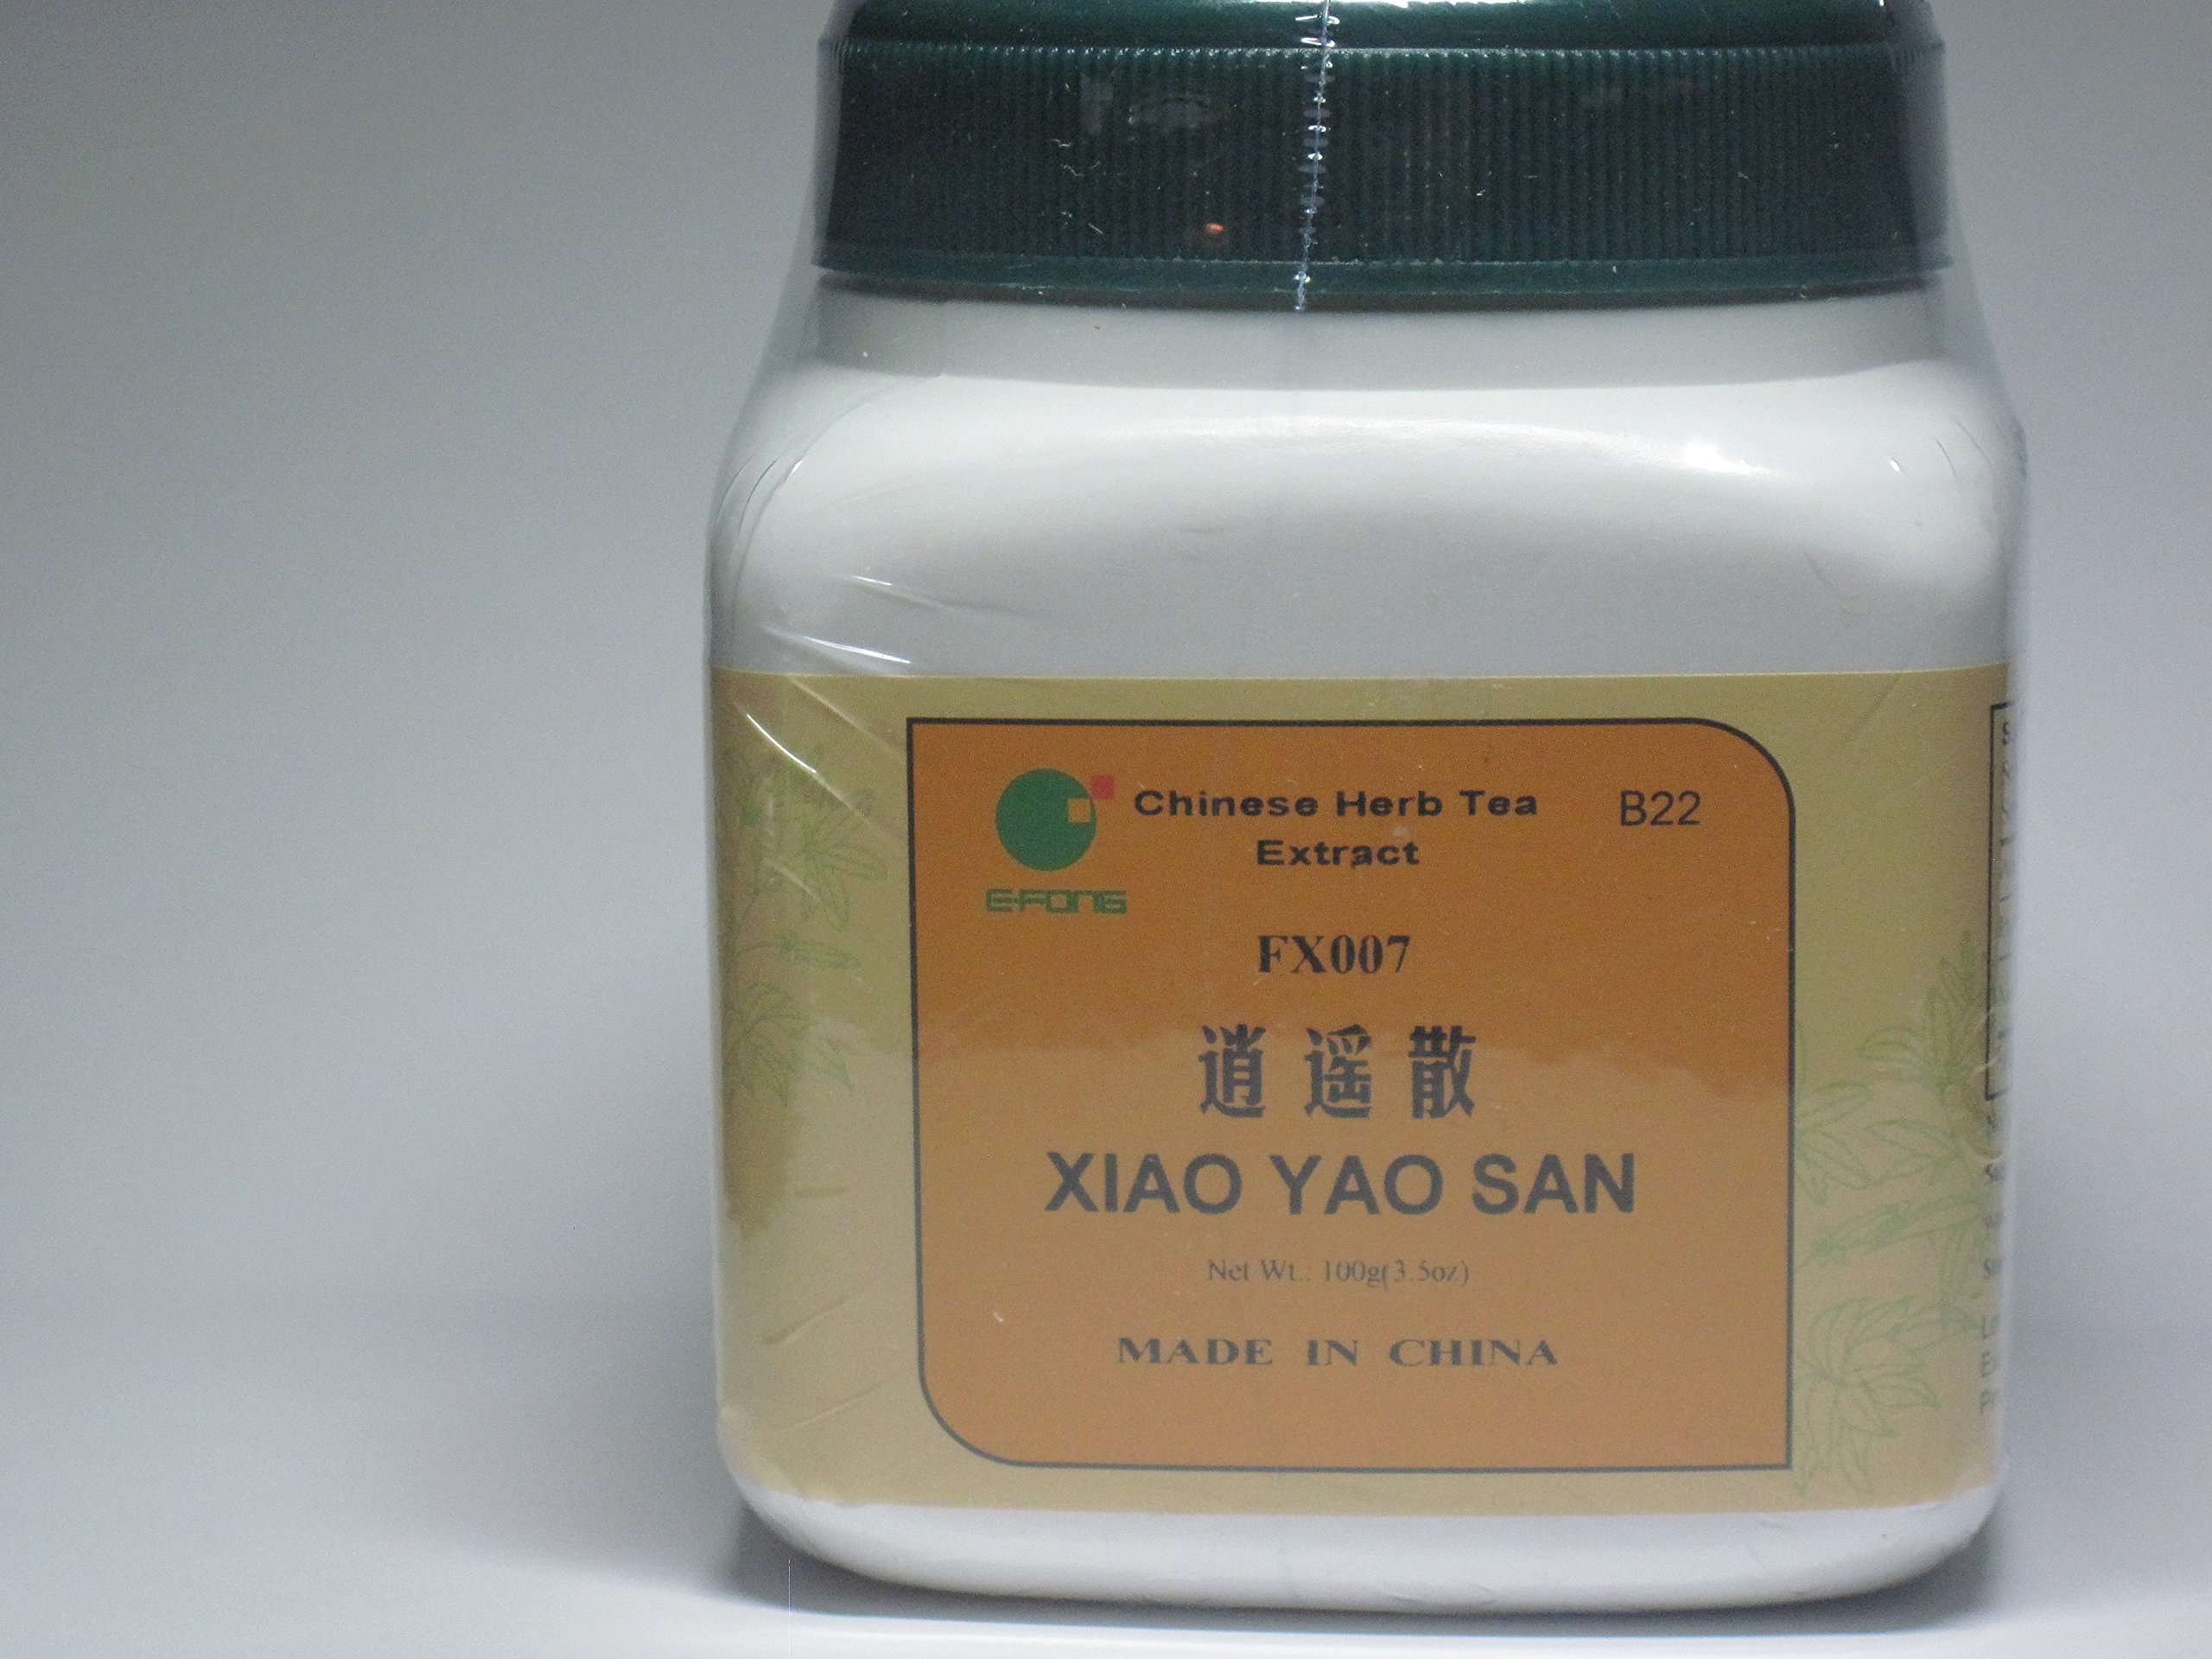 Chinese Herb Tea B22
Extract
E-FONG
FX007
逍遥散
XIAO YAO SAN
Net Wt.: 100g(3.5oz)
MADE IN CHINA